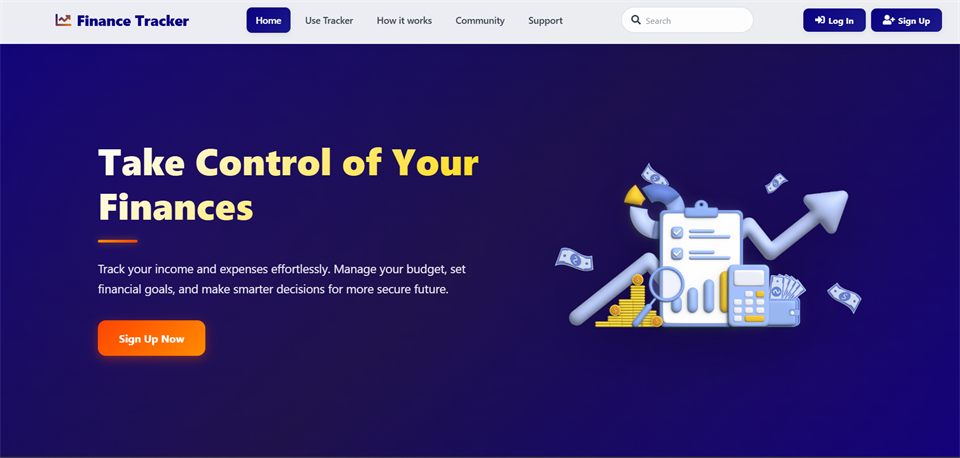 Finance Tracker
Home
Use Tracker
How it works
Community
Support
Search
Log In
Sign Up
Take Control of Your
Finances
Track your income and expenses effortlessly. Manage your budget, set
financial goals, and make smarter decisions for more secure future.
Sign Up Now